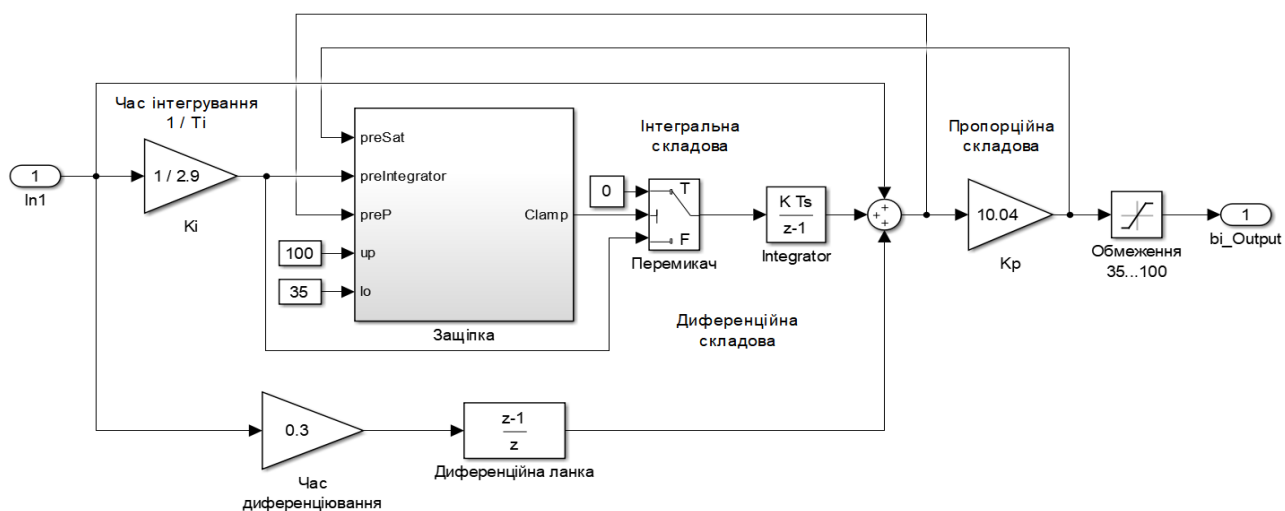 Час інтегрування
1 / Ti
1
In1
1 / 2.9
Ki
preSat
preIntegrator
preP
up
lo
Clamp
100
35
Защіпка
Інтегральна
складова
0
T
F
Перемикач
K Ts
z-1
Integrator
+
+
+
Пропорційна
складова
10.04
Kp
Обмеження
35...100
1
bi_Output
Диференційна
складова
0.3
Час
диференціювання
z-1
z
Диференційна ланка